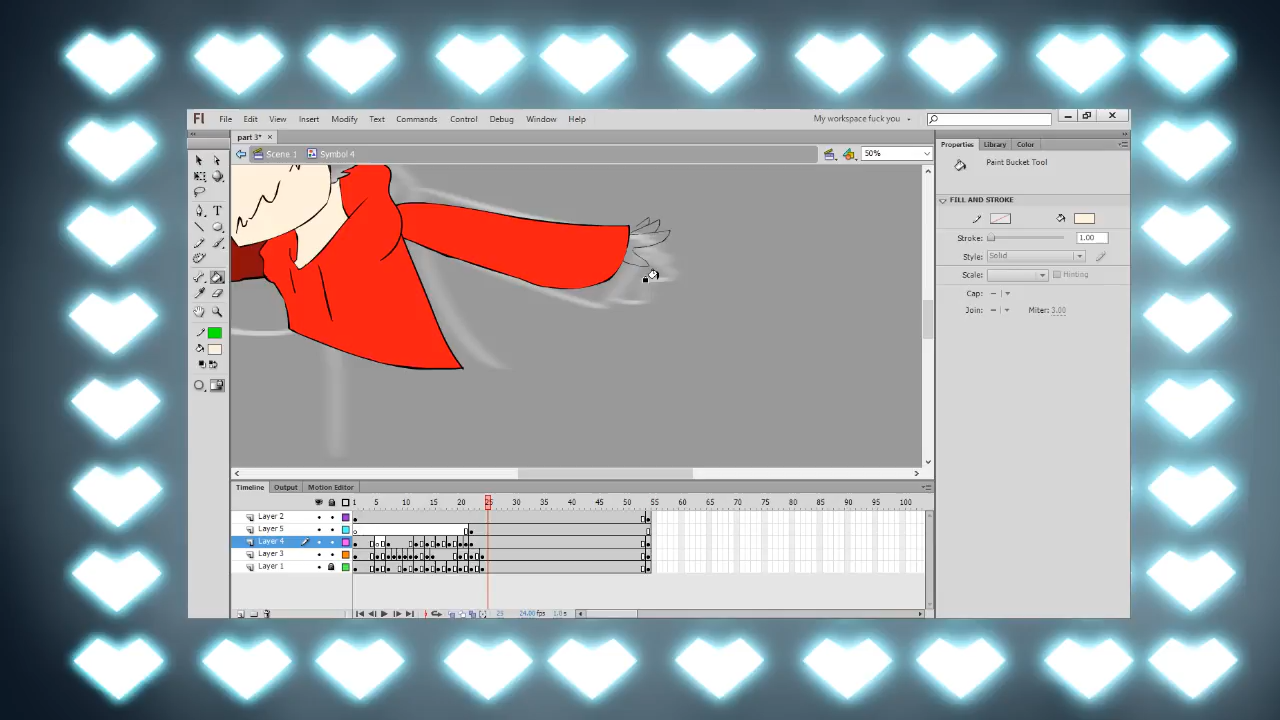 Fl File Edit View Insert Modify Text Commands Control Debug Window Help My workspace fuck you
part 3* ×
Scene 1 Symbol 4 50%
Properties Library Color
Paint Bucket Tool
FILL AND STROKE
Stroke: 1.00
Style: Solid
Scale: Hinting
Cap:
Join: Miter: 3.00
Timeline Output Motion Editor
1 5 10 15 20 25 30 35 40 45 50 55 60 65 70 75 80 85 90 95 100
Layer 2
Layer 5
Layer 4
Layer 3
Layer 1
24.00 fps 1.0 s